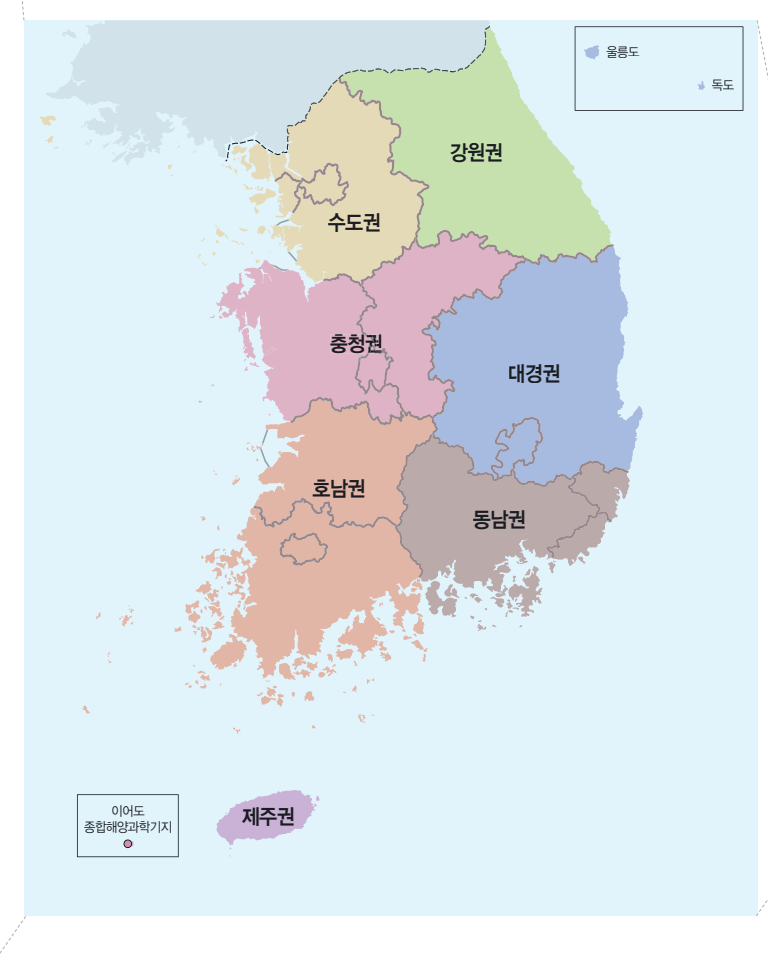 울릉도
독도
강원권
수도권
충청권
대경권
호남권
동남권
이어도
종합해양과학기지
제주권